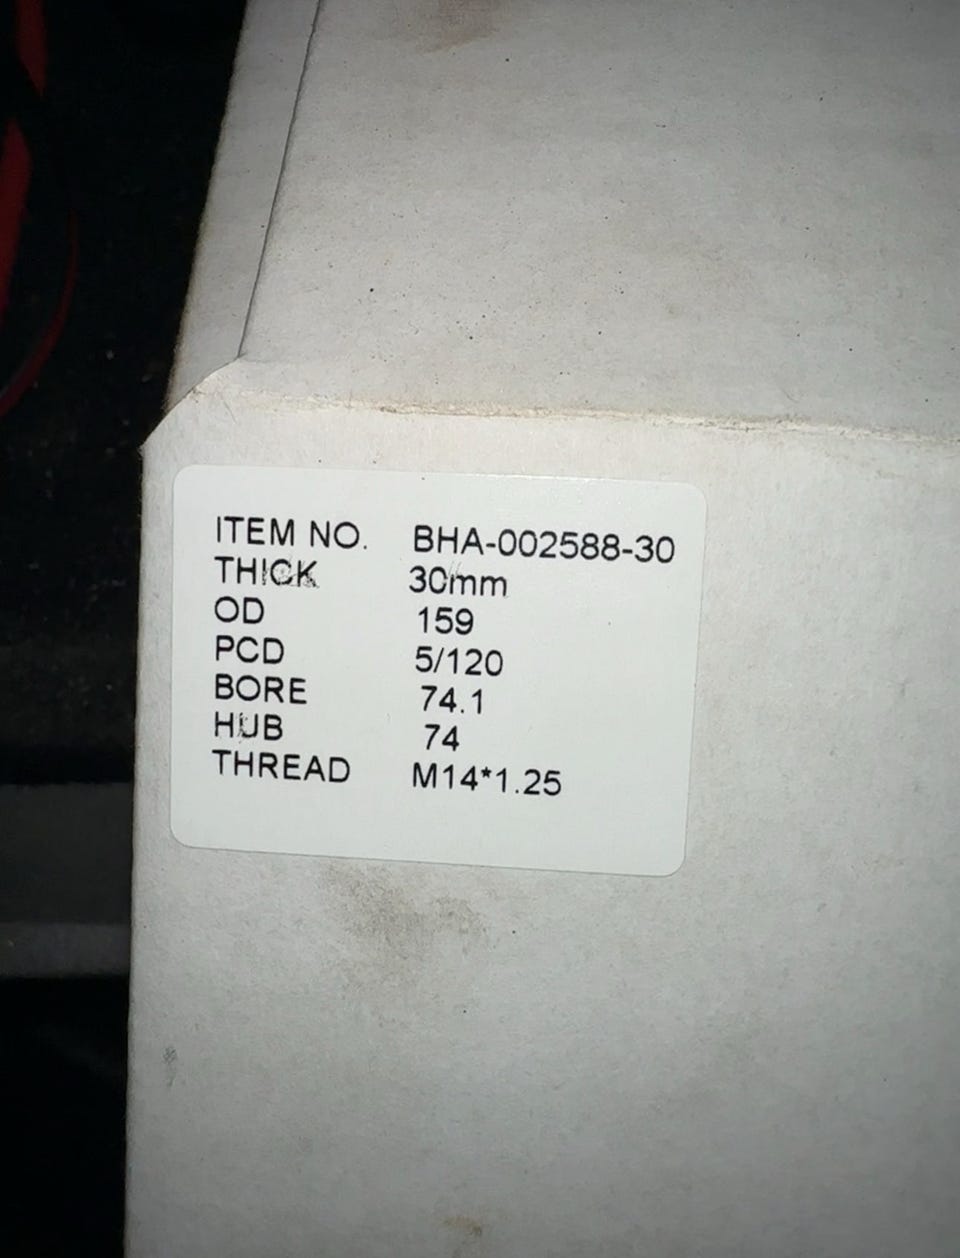 ITEM NO. BHA-002588-30
THICK 30mm
OD 159
PCD 5/120
BORE 74.1
HUB 74
THREAD M14*1.25